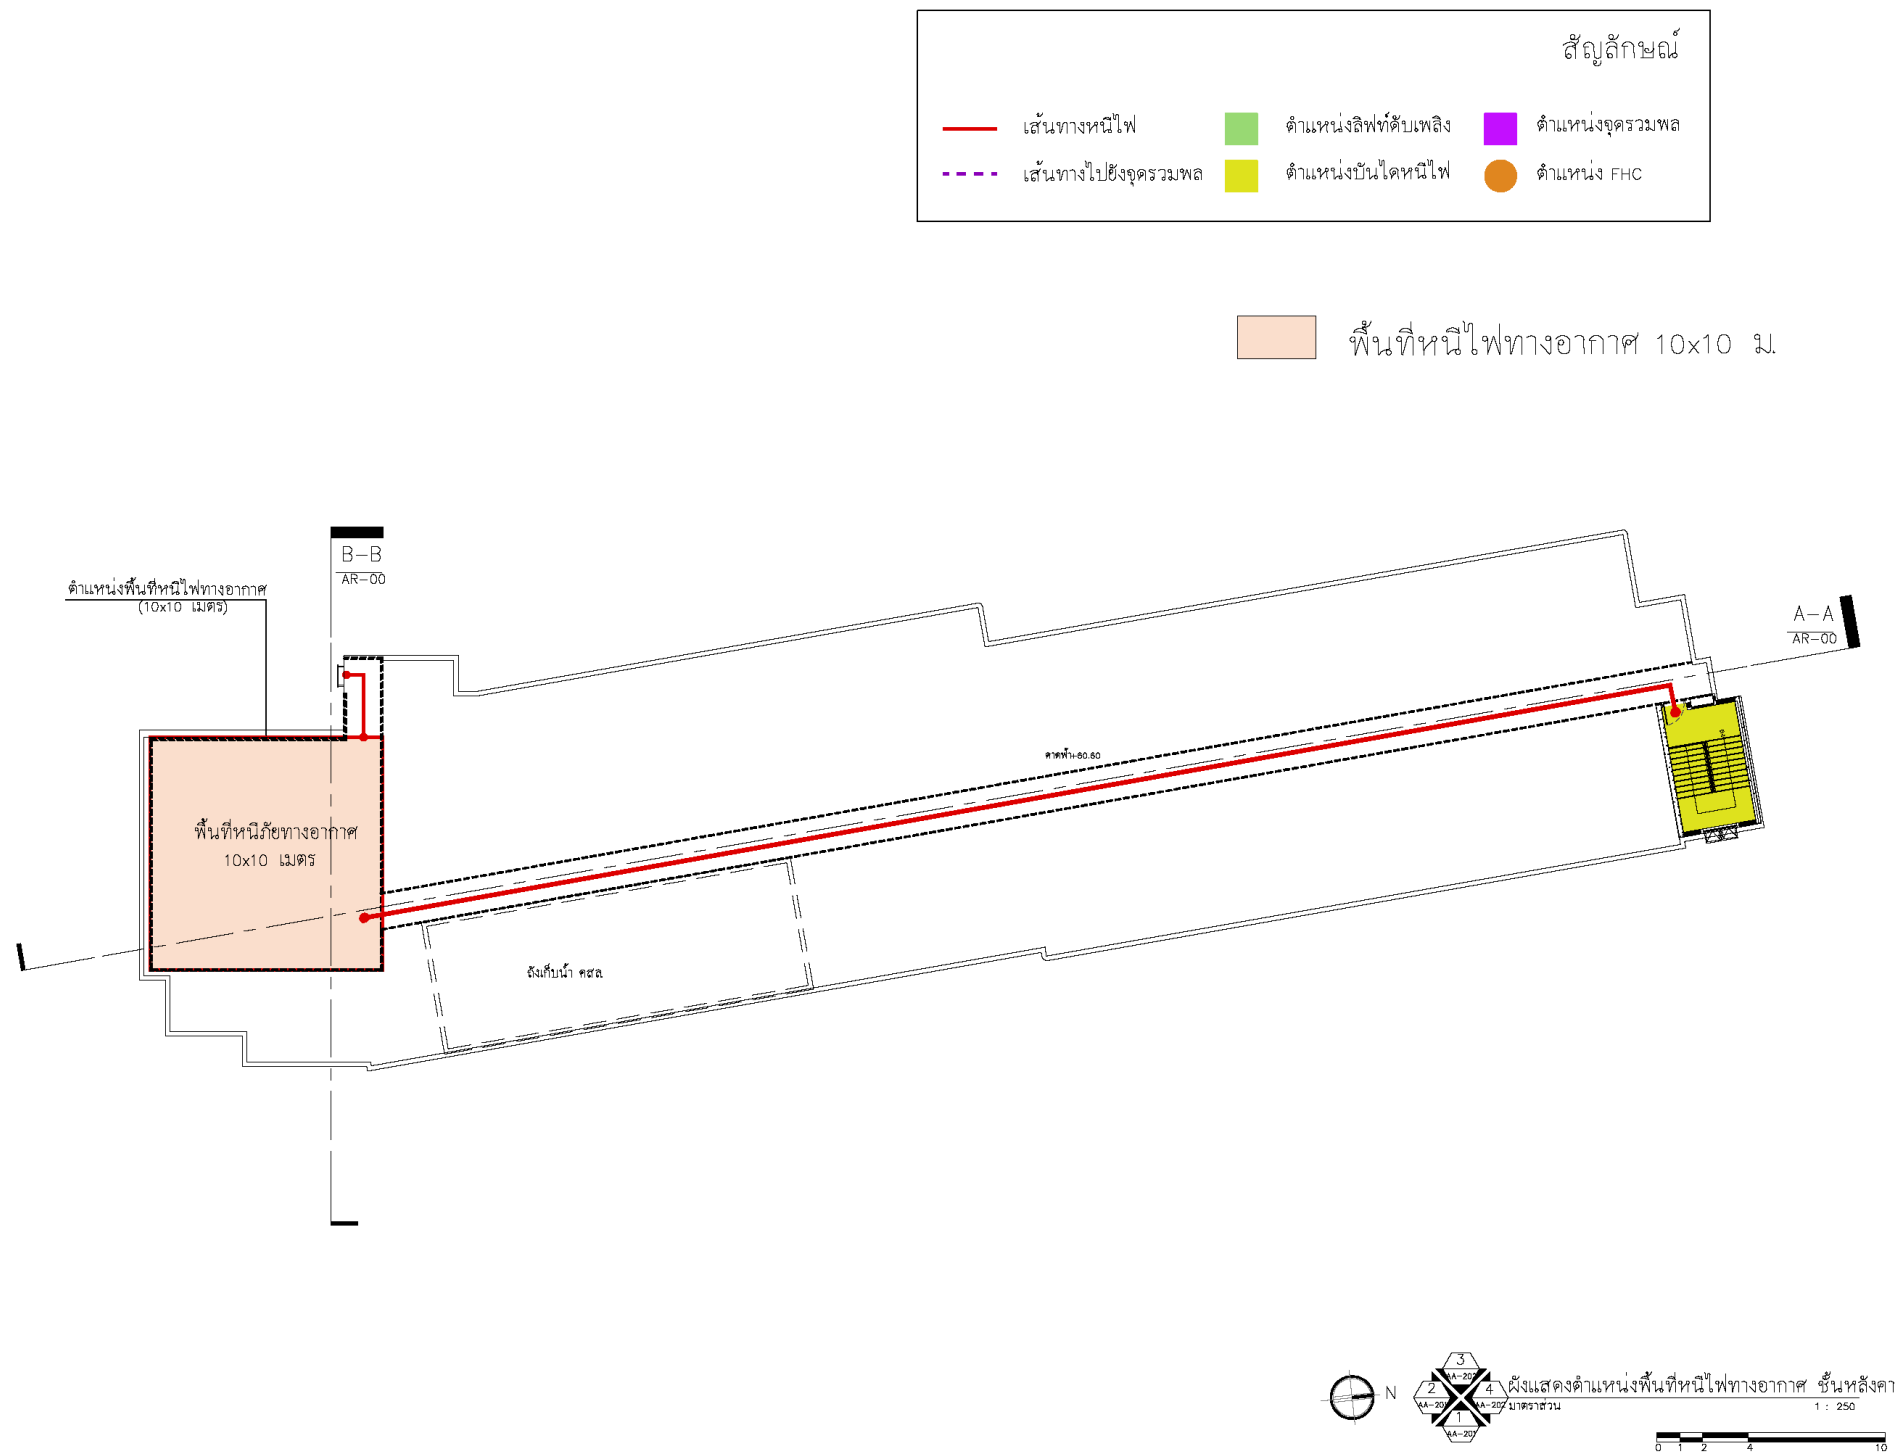 สัญลักษณ์
เส้นทางหนีไฟ
ตำแหน่งลิฟท์ดับเพลิง
ตำแหน่งจุดรวมพล
เส้นทางไปยังจุดรวมพล
ตำแหน่งบันไดหนีไฟ
ตำแหน่ง FHC
พื้นที่หนีไฟทางอากาศ 10x10 ม.
B-B
AR-00
ตำแหน่งพื้นที่หนีไฟทางอากาศ
(10x10 เมตร)
A-A
AR-00
ดาดฟ้า+60.60
พื้นที่หนีภัยทางอากาศ
10x10 เมตร
ถังเก็บน้ำ คสล.
N
3
2
4
1
AA-201
ผังแสดงตำแหน่งพื้นที่หนีไฟทางอากาศ ชั้นหลังคา
มาตราส่วน
1 : 250
0 1 2 4 10